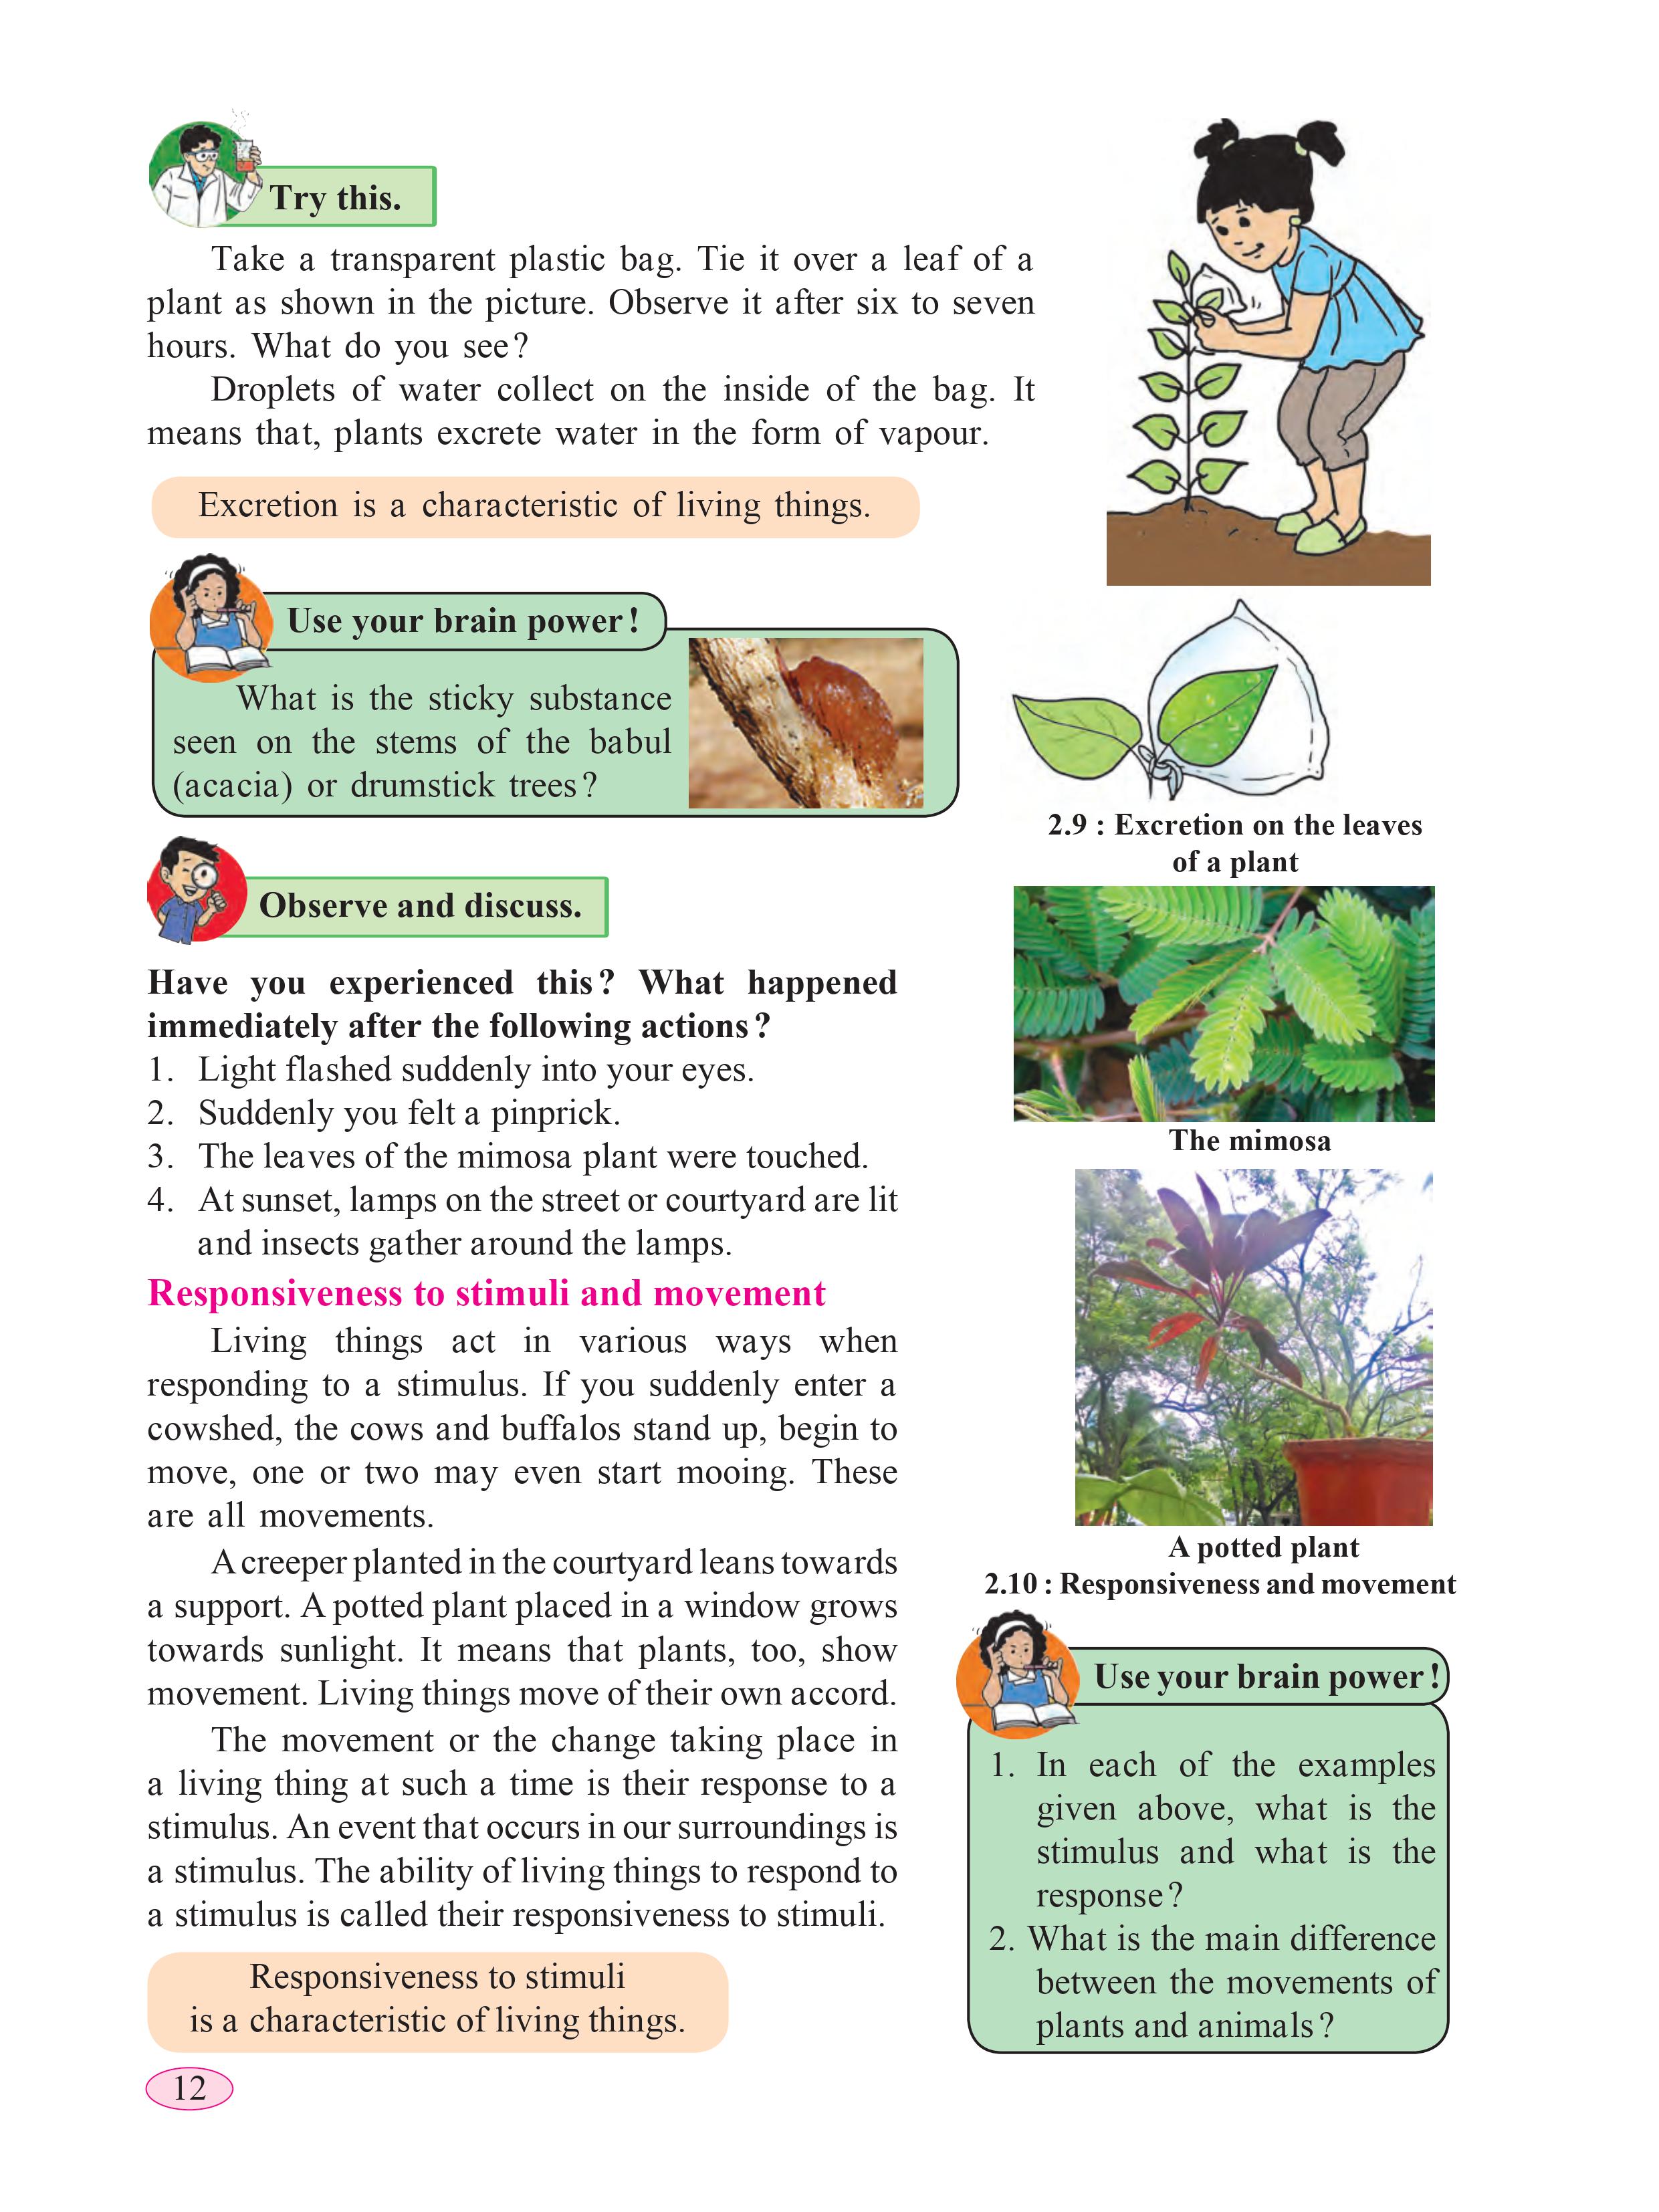 Try this.
Take a transparent plastic bag. Tie it over a leaf of a
plant as shown in the picture. Observe it after six to seven
hours. What do you see?
Droplets of water collect on the inside of the bag. It
means that, plants excrete water in the form of vapour.
Excretion is a characteristic of living things.
Use your brain power!
What is the sticky substance
seen on the stems of the babul
(acacia) or drumstick trees?
2.9 : Excretion on the leaves
of a plant
Observe and discuss.
Have you experienced this? What happened
immediately after the following actions?
1. Light flashed suddenly into your eyes.
2. Suddenly you felt a pinprick.
3. The leaves of the mimosa plant were touched.
4. At sunset, lamps on the street or courtyard are lit
and insects gather around the lamps.
The mimosa
Responsiveness to stimuli and movement
Living things act in various ways when
responding to a stimulus. If you suddenly enter a
cowshed, the cows and buffalos stand up, begin to
move, one or two may even start mooing. These
are all movements.
A creeper planted in the courtyard leans towards
a support. A potted plant placed in a window grows
towards sunlight. It means that plants, too, show
movement. Living things move of their own accord.
The movement or the change taking place in
a living thing at such a time is their response to a
stimulus. An event that occurs in our surroundings is
a stimulus. The ability of living things to respond to
a stimulus is called their responsiveness to stimuli.
Responsiveness to stimuli
is a characteristic of living things.
A potted plant
2.10 : Responsiveness and movement
Use your brain power!
1. In each of the examples
given above, what is the
stimulus and what is the
response?
2. What is the main difference
between the movements of
plants and animals?
12